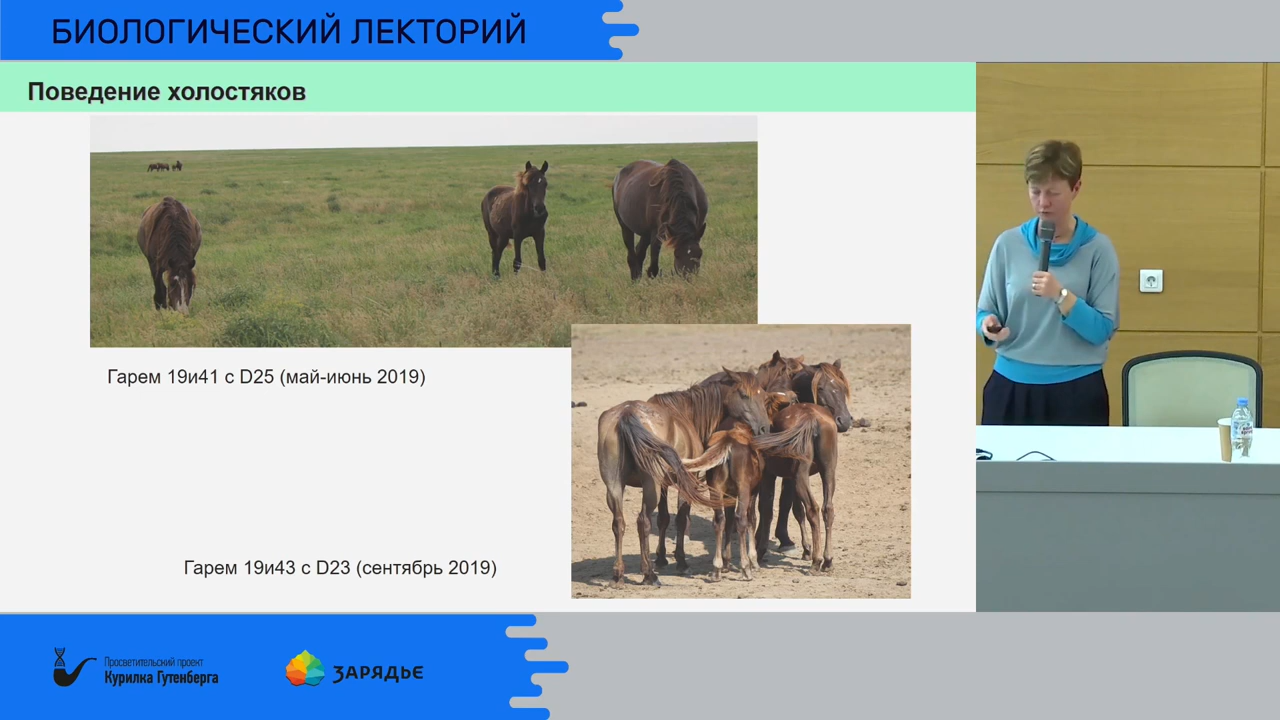 БИОЛОГИЧЕСКИЙ ЛЕКТОРИЙ
Поведение холостяков
Гарем 19и41 с D25 (май-июнь 2019)
Гарем 19и43 с D23 (сентябрь 2019)
Просветительский проект
Курилка Гутенберга
ЗАРЯДЬЕ